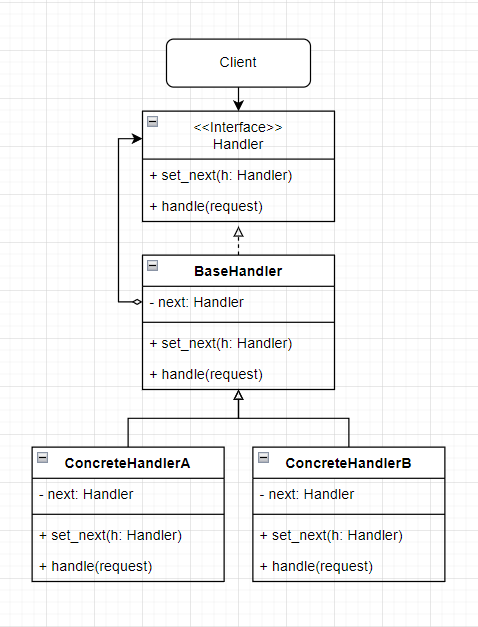 Client
<<Interface>>
Handler
+ set_next(h: Handler)
+ handle(request)
BaseHandler
- next: Handler
+ set_next(h: Handler)
+ handle(request)
ConcreteHandlerA
- next: Handler
+ set_next(h: Handler)
+ handle(request)
ConcreteHandlerB
- next: Handler
+ set_next(h: Handler)
+ handle(request)